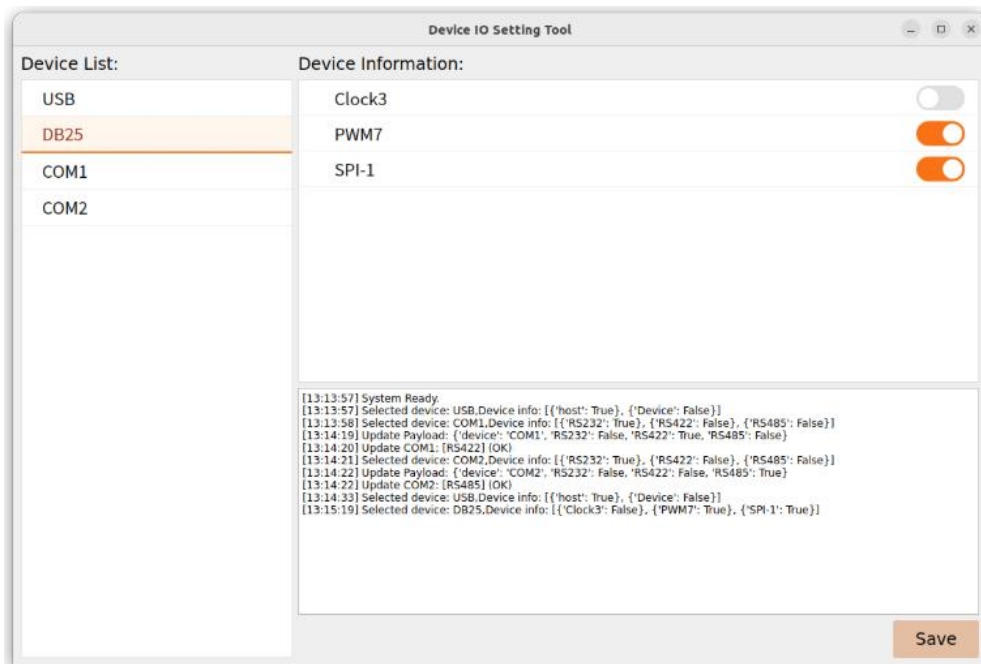 Device IO Setting Tool
Device List:
USB
DB25
COM1
COM2
Device Information:
Clock3
PWM7
SPI-1
[13:13:57] System Ready.
[13:13:57] Selected device: USB,Device info: [{'host': True}, {'Device': False}]
[13:13:58] Selected device: COM1,Device info: [{'RS232': True}, {'RS422': False}, {'RS485': False}]
[13:14:19] Update Payload: {'device': 'COM1', 'RS232': False, 'RS422': True, 'RS485': False}
[13:14:20] Update COM1: [RS422] (OK)
[13:14:21] Selected device: COM2,Device info: [{'RS232': True}, {'RS422': False}, {'RS485': False}]
[13:14:22] Update Payload: {'device': 'COM2', 'RS232': False, 'RS422': False, 'RS485': True}
[13:14:22] Update COM2: [RS485] (OK)
[13:14:33] Selected device: USB,Device info: [{'host': True}, {'Device': False}]
[13:15:19] Selected device: DB25,Device info: [{'Clock3': False}, {'PWM7': True}, {'SPI-1': True}]
Save